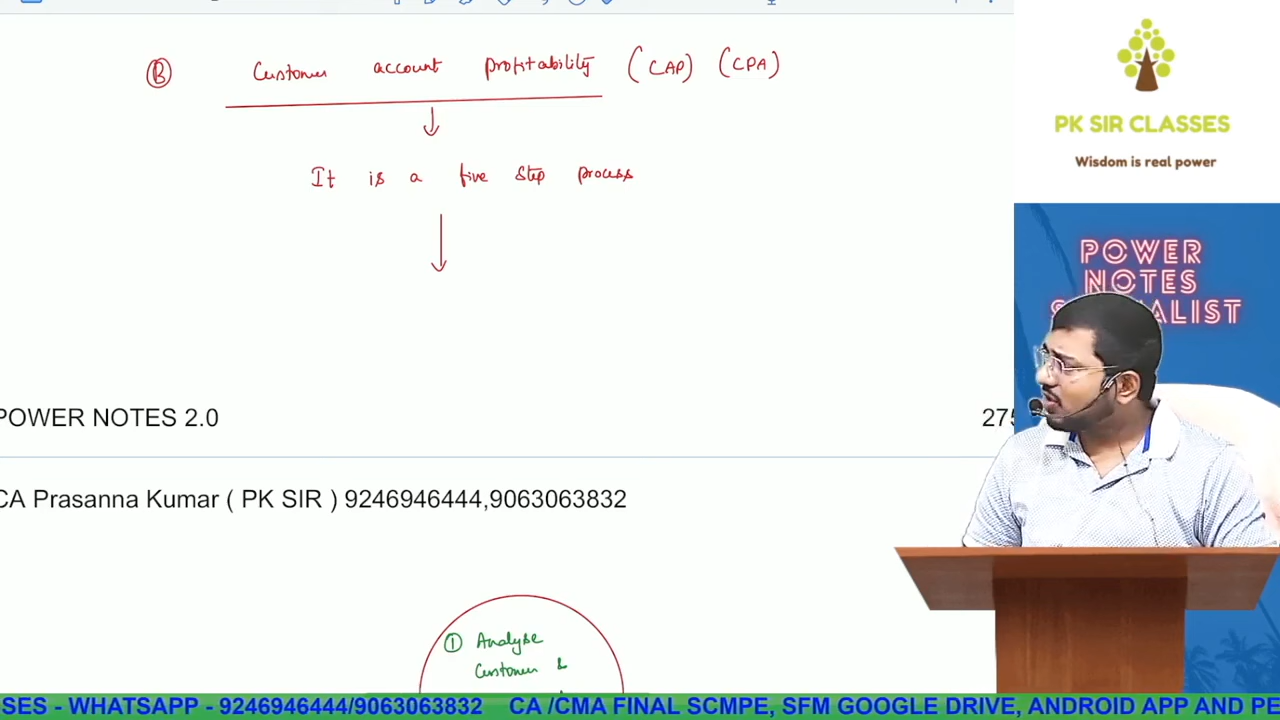 B Customer account profitability (CAP) (CPA)
It is a five step process
POWER NOTES 2.0
CA Prasanna Kumar ( PK SIR ) 9246946444,9063063832
① Analyse
Customer &
PK SIR CLASSES
Wisdom is real power
POWER
NOTES
SES - WHATSAPP - 9246946444/9063063832 CA /CMA FINAL SCMPE, SFM GOOGLE DRIVE, ANDROID APP AND PE